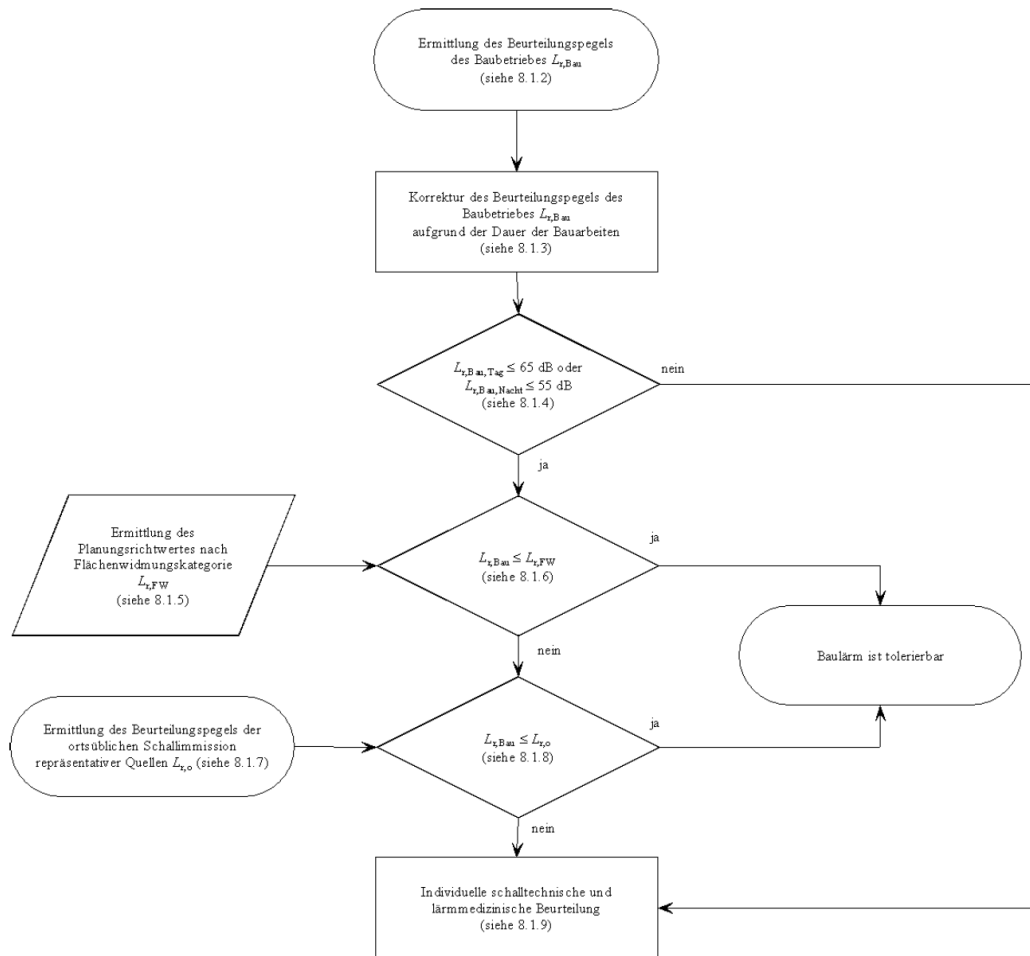 Ermittlung des Beurteilungspegels
des Baubetriebes L_r,Bau
(siehe 8.1.2)
Korrektur des Beurteilungspegels des
Baubetriebes L_r,Bau
aufgrund der Dauer der Bauarbeiten
(siehe 8.1.3)
L_r,Bau,Tag ≤ 65 dB oder
L_r,Bau,Nacht ≤ 55 dB
(siehe 8.1.4)
nein
ja
Ermittlung des
Planungsrichtwertes nach
Flächenwidmungskategorie
L_r,FW
(siehe 8.1.5)
L_r,Bau ≤ L_r,FW
(siehe 8.1.6)
ja
nein
Baulärm ist tolerierbar
Ermittlung des Beurteilungspegels der
ortsüblichen Schallimmission
repräsentativer Quellen L_r,o (siehe 8.1.7)
L_r,Bau ≤ L_r,o
(siehe 8.1.8)
ja
nein
Individuelle schalltechnische und
lärmmedizinische Beurteilung
(siehe 8.1.9)